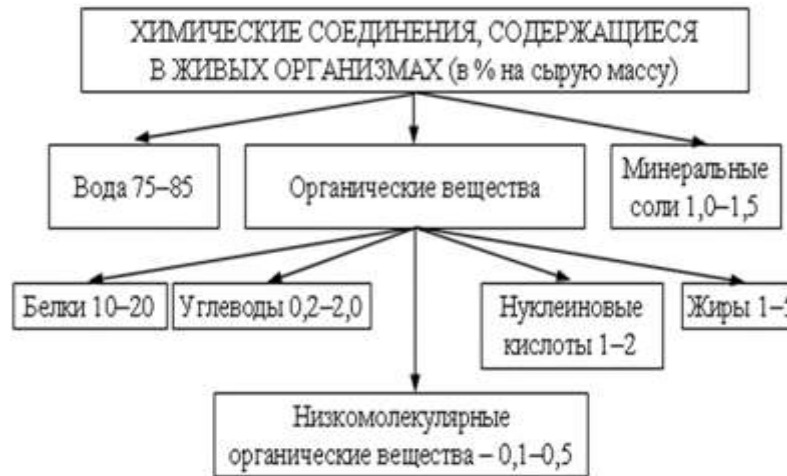 ХИМИЧЕСКИЕ СОЕДИНЕНИЯ, СОДЕРЖАЩИЕСЯ
В ЖИВЫХ ОРГАНИЗМАХ (в % на сырую массу)
Вода 75–85
Органические вещества
Минеральные
соли 1,0–1,5
Белки 10–20
Углеводы 0,2–2,0
Нуклеиновые
кислоты 1–2
Жиры 1–5
Низкомолекулярные
органические вещества – 0,1–0,5